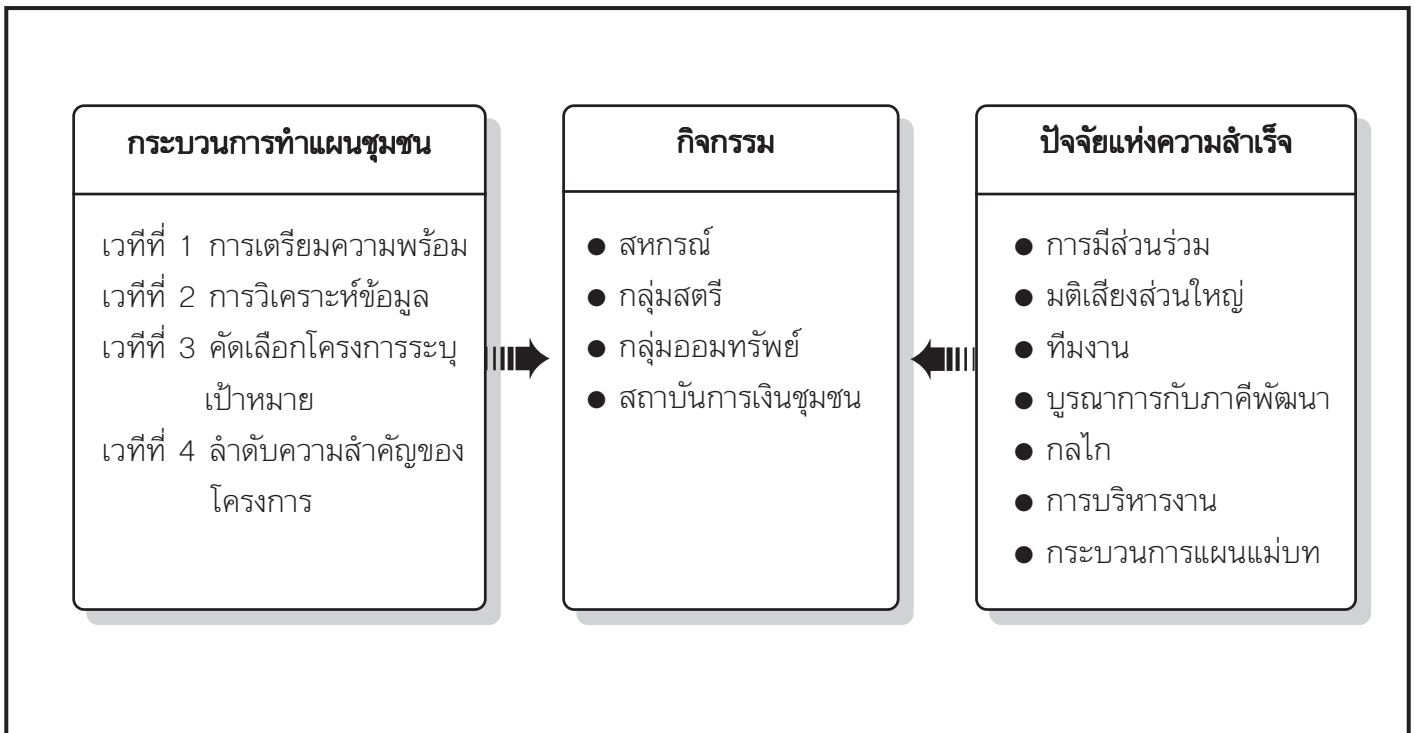 กระบวนการทำแผนชุมชน
เวทีที่ 1 การเตรียมความพร้อม
เวทีที่ 2 การวิเคราะห์ข้อมูล
เวทีที่ 3 คัดเลือกโครงการระบุ
เป้าหมาย
เวทีที่ 4 ลำดับความสำคัญของ
โครงการ
กิจกรรม
● สหกรณ์
● กลุ่มสตรี
● กลุ่มออมทรัพย์
● สถาบันการเงินชุมชน
ปัจจัยแห่งความสำเร็จ
● การมีส่วนร่วม
● มติเสียงส่วนใหญ่
● ทีมงาน
● บูรณาการกับภาคีพัฒนา
● กลไก
● การบริหารงาน
● กระบวนการแผนแม่บท